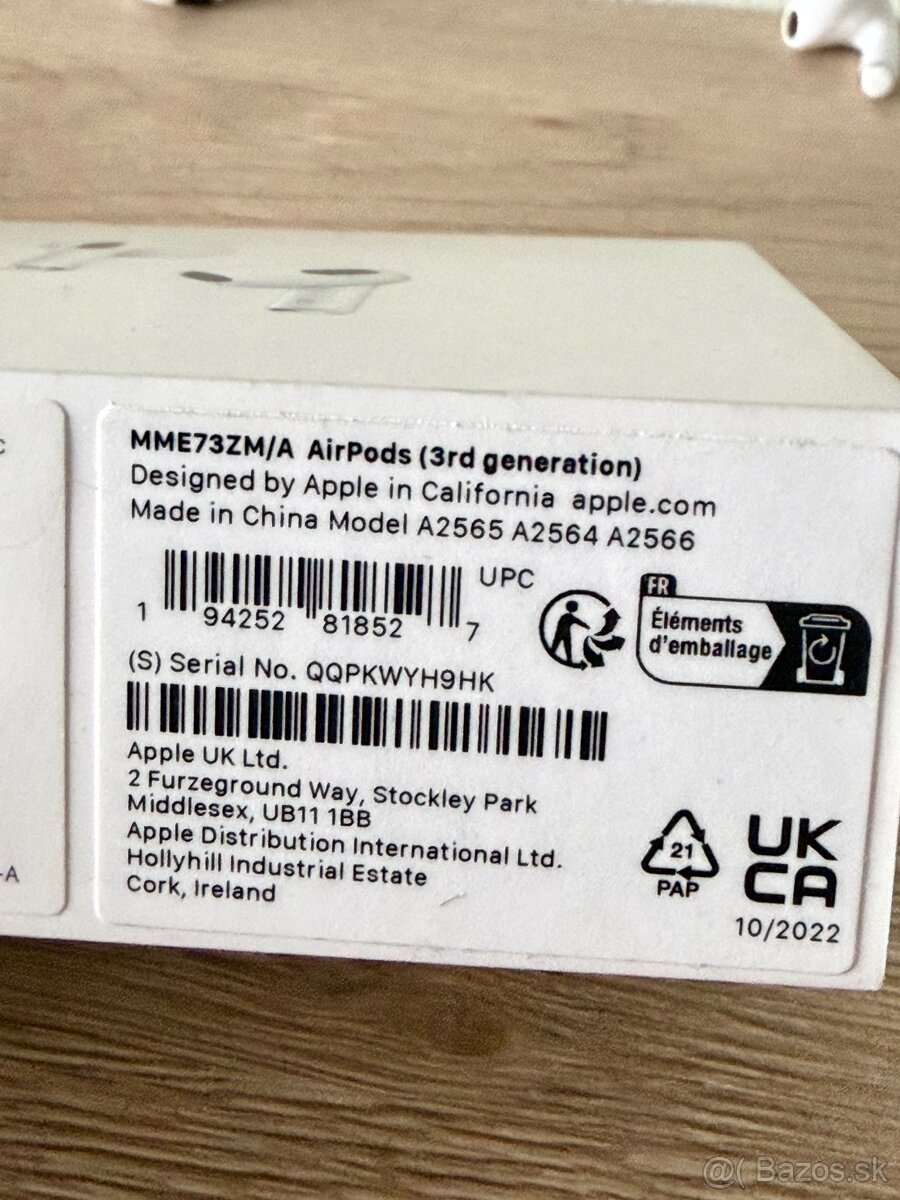 c
MME73ZM/A AirPods (3rd generation)
Designed by Apple in California apple.com
Made in China Model A2565 A2564 A2566
UPC
1 94252 81852 7
FR
Éléments
d'emballage
(S) Serial No. QQPKWYH9HK
Apple UK Ltd.
2 Furzeground Way, Stockley Park
Middlesex, UB11 1BB
Apple Distribution International Ltd.
Hollyhill Industrial Estate
Cork, Ireland
-A
21
PAP
UK
CA
10/2022
@( Bazos.sk